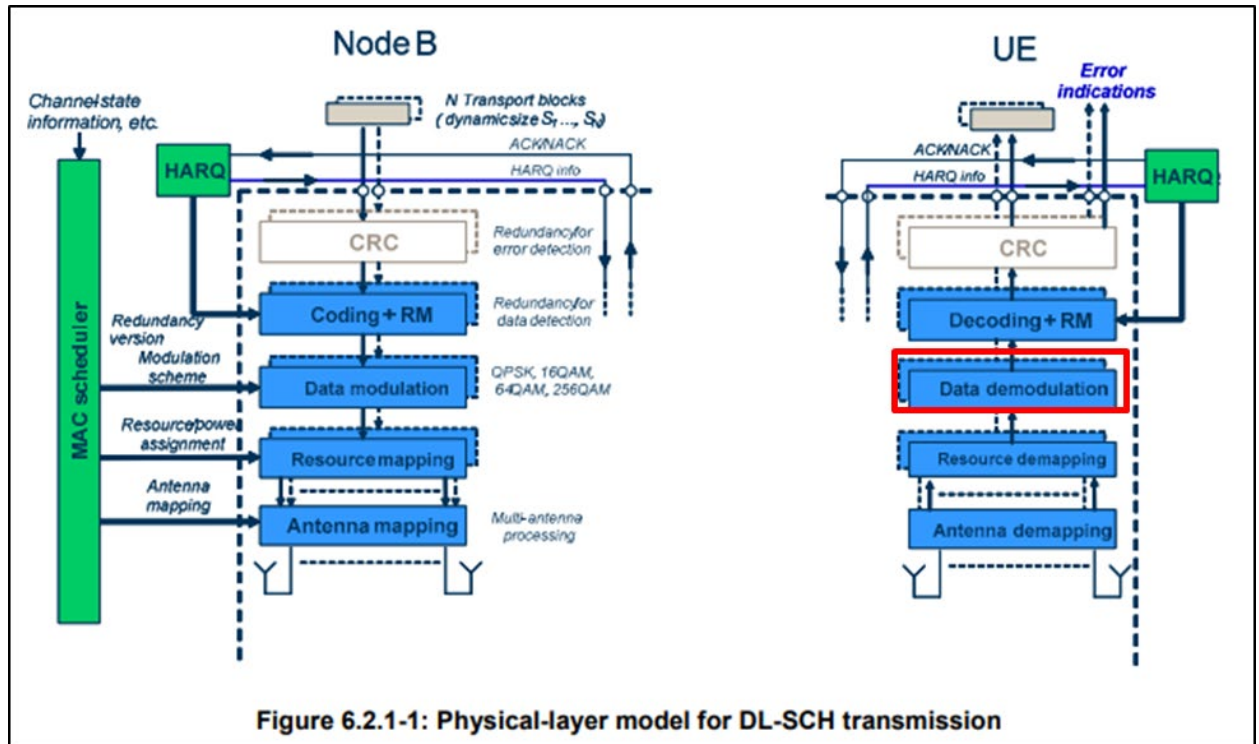 Node B
UE
Channel-state
information, etc.
N Transport blocks
(dynamic size S1 ..., SN)
Error
indications
ACK/NACK
HARQ info
HARQ
ACK/NACK
HARQ info
HARQ
CRC
Redundancy for
error detection
CRC
Coding + RM
Redundancy for
data detection
Decoding + RM
MAC scheduler
Redundancy
version
Modulation
scheme
Data modulation
QPSK, 16QAM,
64QAM, 256QAM
Data demodulation
Resource/power
assignment
Resource mapping
Resource demapping
Antenna
mapping
Antenna mapping
Multi-antenna
processing
Antenna demapping
Figure 6.2.1-1: Physical-layer model for DL-SCH transmission